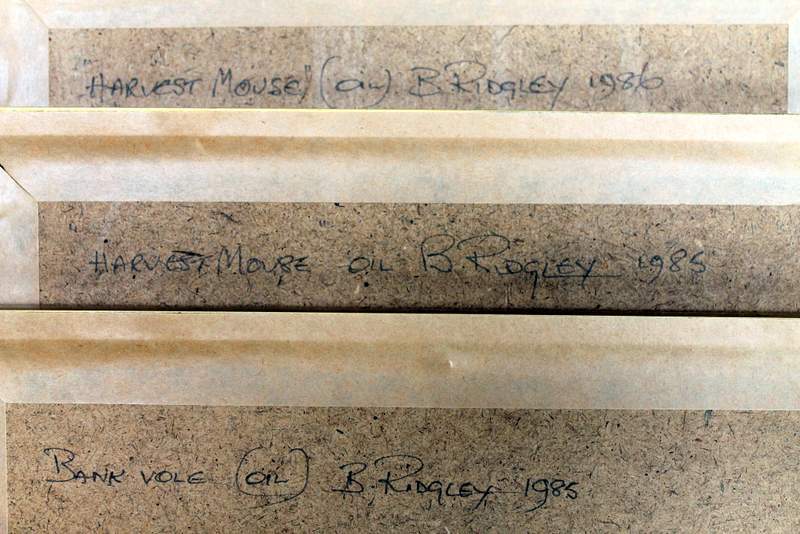 "HARVEST MOUSE" (OIL) B. RIDGLEY 1986
"HARVEST MOUSE OIL B. RIDGLEY 1985
BANK VOLE (OIL) B. RIDGLEY 1985